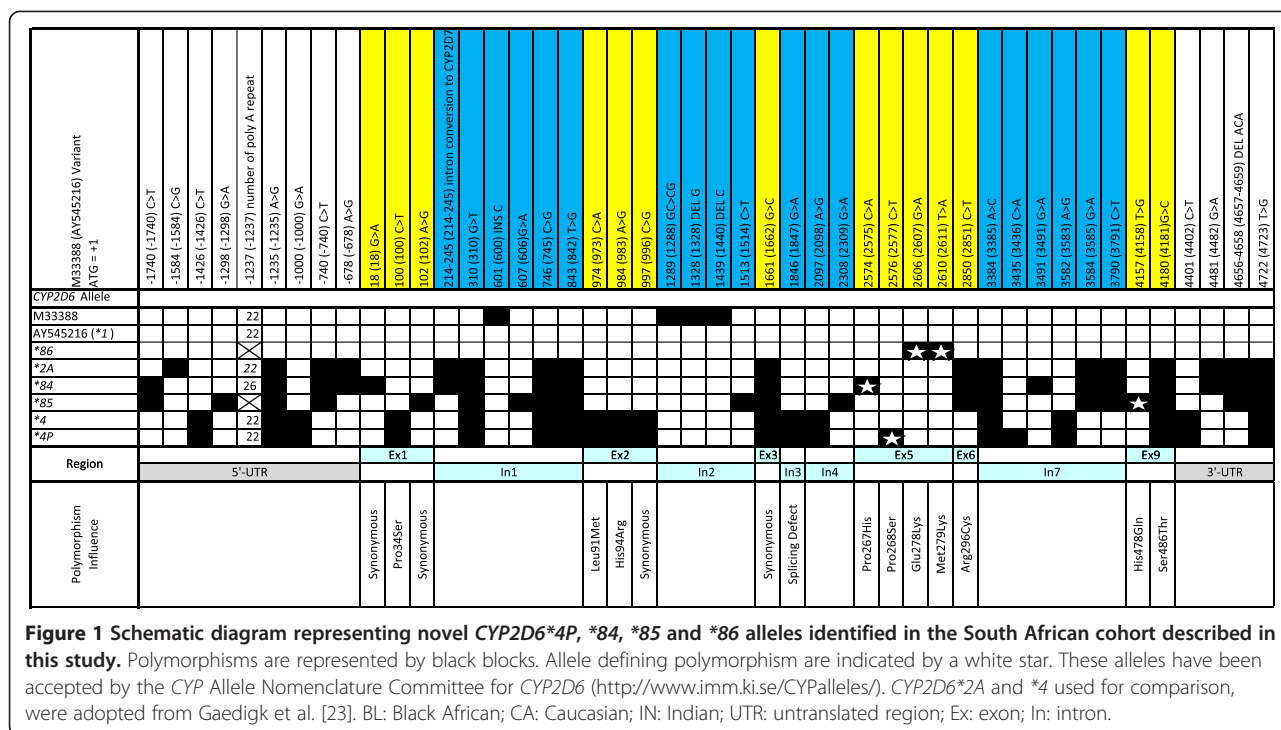 M33388 (AY545216) Variant
ATG = +1
-1740 (-1740) C>T
-1584 (-1584) C>G
-1426 (-1426) C>T
-1298 (-1298) G>A
-1237 (-1237) number of poly A repeat
-1235 (-1235) A>G
-1000 (-1000) G>A
-740 (-740) C>T
-678 (-678) A>G
18 (18) G>A
100 (100) C>T
102 (102) A>G
214-245 (214-245) intron conversion to CYP2D7
310 (310) G>T
601 (600) INS C
607 (606)G>A
746 (745) C>G
843 (842) T>G
974 (973) C>A
984 (983) A>G
997 (996) C>G
1289 (1288) GC>CG
1328 (1328) DEL G
1439 (1440) DEL C
1513 (1514) C>T
1661 (1662) G>C
1846 (1847) G>A
2097 (2098) A>G
2308 (2309) G>A
2574 (2575) C>A
2576 (2577) C>T
2606 (2607) G>A
2610 (2611) T>A
2850 (2851) C>T
3384 (3385) A>C
3435 (3436) C>A
3491 (3491) G>A
3582 (3583) A>G
3584 (3585) G>A
3790 (3791) C>T
4157 (4158) T>G
4180 (4181)G>C
4401 (4402) C>T
4481 (4482) G>A
4656-4658 (4657-4659) DEL ACA
4722 (4723) T>G
CYP2D6 Allele
M33388 22
AY545216 (*1) 22
*86
*2A 22
*84 26
*85
*4 22
*4P 22
Region
Ex1 Ex2 Ex3 Ex5 Ex6 Ex9
5'-UTR In1 In2 In3 In4 In7 3'-UTR
Polymorphism
Influence
Synonymous
Pro34Ser
Synonymous
Leu91Met
His94Arg
Synonymous
Synonymous
Splicing Defect
Pro267His
Pro268Ser
Glu278Lys
Met279Lys
Arg296Cys
His478Gln
Ser486Thr
Figure 1 Schematic diagram representing novel CYP2D6*4P, *84, *85 and *86 alleles identified in the South African cohort described in
this study. Polymorphisms are represented by black blocks. Allele defining polymorphism are indicated by a white star. These alleles have been
accepted by the CYP Allele Nomenclature Committee for CYP2D6 (http://www.imm.ki.se/CYPalleles/). CYP2D6*2A and *4 used for comparison,
were adopted from Gaedigk et al. [23]. BL: Black African; CA: Caucasian; IN: Indian; UTR: untranslated region; Ex: exon; In: intron.